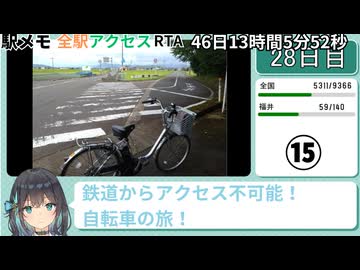 駅メモ 全駅アクセスRTA 46日13時間5分52秒
28日目
全国
5311/9366
福井
59/140
⑮
鉄道からアクセス不可能！
自転車の旅！